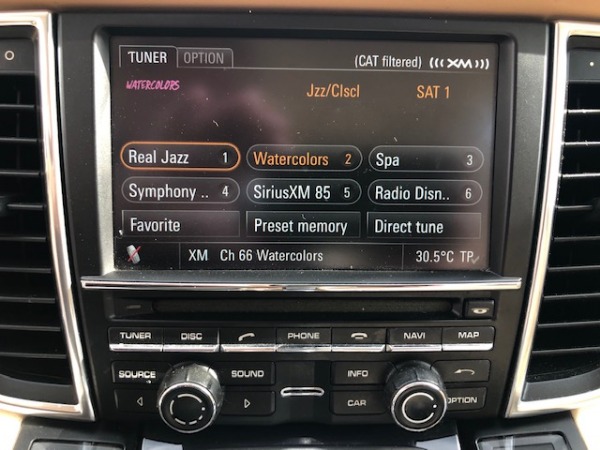 TUNER OPTION (CAT filtered) ((( XM )))
WATERCOLORS Jzz/Clscl SAT 1
Real Jazz 1 Watercolors 2 Spa 3
Symphony .. 4 SiriusXM 85 5 Radio Disn.. 6
Favorite Preset memory Direct tune
XM Ch 66 Watercolors 30.5°C TP
TUNER DISC PHONE NAVI MAP
SOURCE SOUND INFO
CAR OPTION